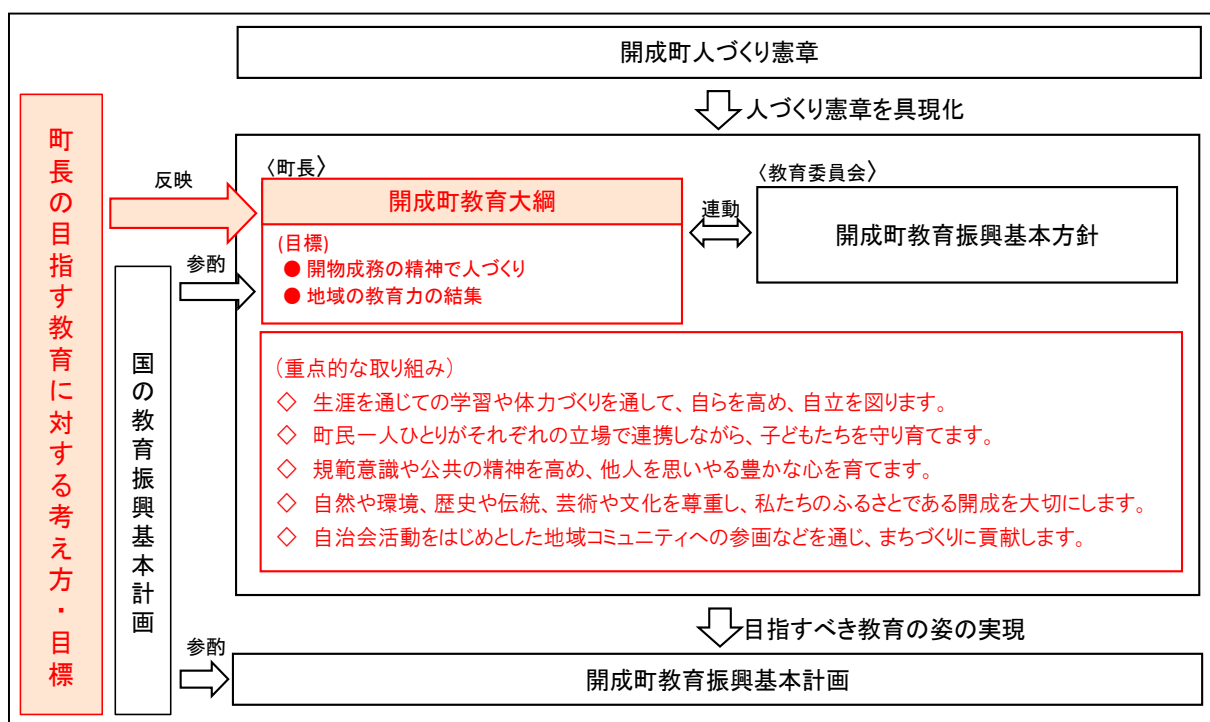 開成町人づくり憲章
人づくり憲章を具現化
町長の目指す教育に対する考え方・目標
反映
〈町長〉
開成町教育大綱
(目標)
● 開物成務の精神で人づくり
● 地域の教育力の結集
連動
〈教育委員会〉
開成町教育振興基本方針
参酌
国の教育振興基本計画
(重点的な取り組み)
◇ 生涯を通じての学習や体力づくりを通して、自らを高め、自立を図ります。
◇ 町民一人ひとりがそれぞれの立場で連携しながら、子どもたちを守り育てます。
◇ 規範意識や公共の精神を高め、他人を思いやる豊かな心を育てます。
◇ 自然や環境、歴史や伝統、芸術や文化を尊重し、私たちのふるさとである開成を大切にします。
◇ 自治会活動をはじめとした地域コミュニティへの参画などを通じ、まちづくりに貢献します。
目指すべき教育の姿の実現
参酌
開成町教育振興基本計画